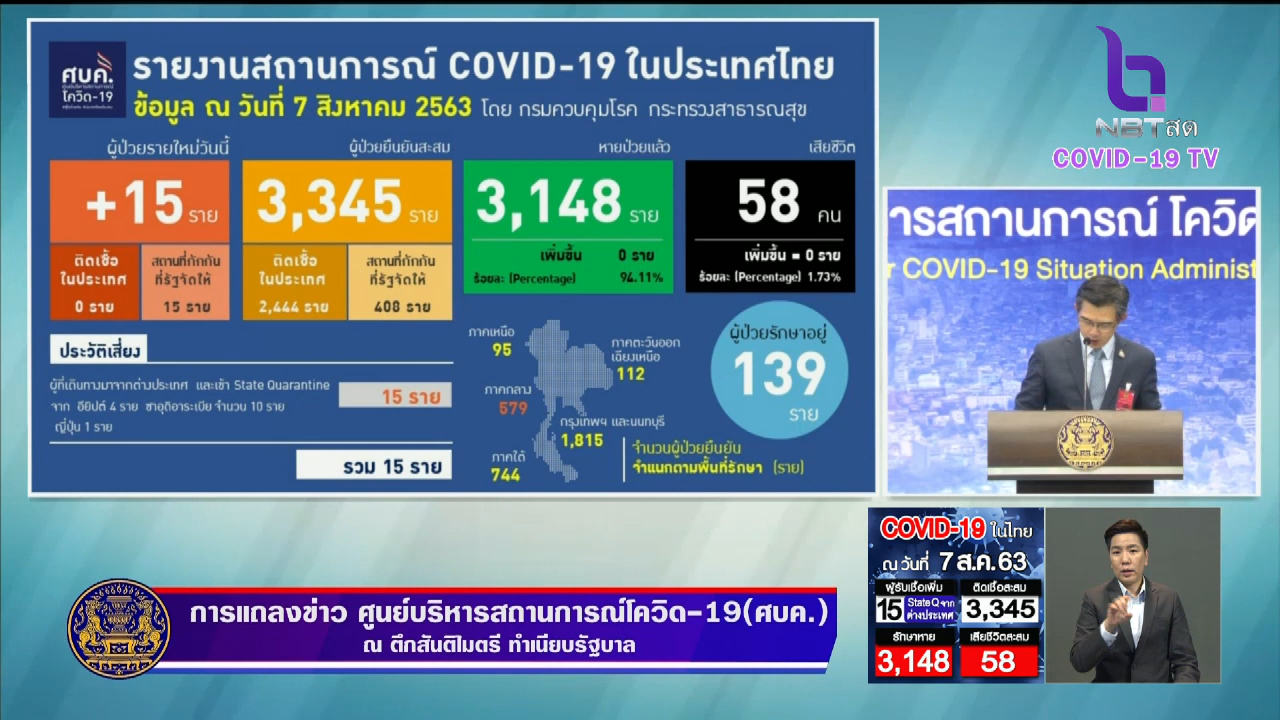 ศบค.
โควิด-19
รายงานสถานการณ์ COVID-19 ในประเทศไทย
ข้อมูล ณ วันที่ 7 สิงหาคม 2563 โดย กรมควบคุมโรค กระทรวงสาธารณสุข
ผู้ป่วยรายใหม่วันนี้
+15 ราย
ติดเชื้อ
ในประเทศ
0 ราย
สถานที่กักกัน
ที่รัฐจัดให้
15 ราย
ผู้ป่วยยืนยันสะสม
3,345 ราย
ติดเชื้อ
ในประเทศ
2,444 ราย
สถานที่กักกัน
ที่รัฐจัดให้
408 ราย
หายป่วยแล้ว
3,148 ราย
เพิ่มขึ้น 0 ราย
ร้อยละ (Percentage) 94.11%
เสียชีวิต
58 คน
เพิ่มขึ้น = 0 ราย
ร้อยละ (Percentage) 1.73%
ประวัติเสี่ยง
ผู้ที่เดินทางมาจากต่างประเทศ และเข้า State Quarantine
จาก อียิปต์ 4 ราย ซาอุดิอาระเบีย จำนวน 10 ราย
ญี่ปุ่น 1 ราย
15 ราย
รวม 15 ราย
ภาคเหนือ
95
ภาคตะวันออก
เฉียงเหนือ
112
ภาคกลาง
579
กรุงเทพฯ และนนทบุรี
1,815
ภาคใต้
744
จำนวนผู้ป่วยยืนยัน
จำแนกตามพื้นที่รักษา (ราย)
ผู้ป่วยรักษาอยู่
139
ราย
NBT สด
COVID-19 TV
ารสถานการณ์ โควิด
r COVID-19 Situation Administ
COVID-19 ในไทย
ณ วันที่ 7 ส.ค. 63
ผู้รับเชื้อเพิ่ม
15 State Q จาก
ต่างประเทศ
ติดเชื้อสะสม
3,345
รักษาหาย
3,148
เสียชีวิตสะสม
58
การแถลงข่าว ศูนย์บริหารสถานการณ์โควิด-19(ศบค.)
ณ ตึกสันติไมตรี ทำเนียบรัฐบาล